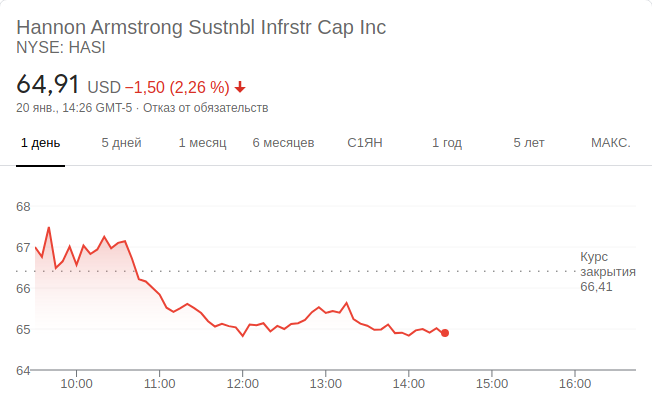 Hannon Armstrong Sustnbl Infrstr Cap Inc
NYSE: HASI
64,91 USD −1,50 (2,26 %)
20 янв., 14:26 GMT-5 · Отказ от обязательств
1 день 5 дней 1 месяц 6 месяцев С1ЯН 1 год 5 лет МАКС.
68
67
Курс
закрытия
66,41
66
65
64
10:00 11:00 12:00 13:00 14:00 15:00 16:00